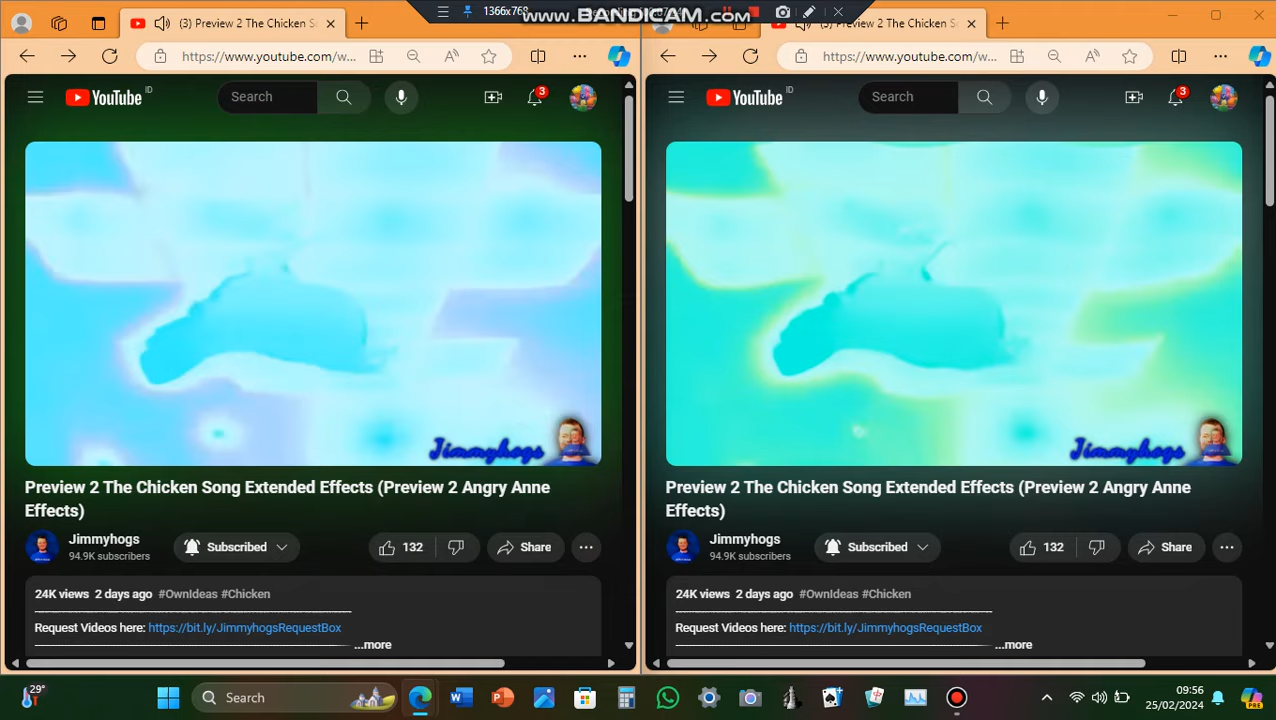 1366x768
www.BANDICAM.com
(3) Preview 2 The Chicken S
(3) Preview 2 The Chicken S
https://www.youtube.com/w...
https://www.youtube.com/w...
YouTube ID
Search
3
YouTube ID
Search
3
Jimmyhogs
Jimmyhogs
Preview 2 The Chicken Song Extended Effects (Preview 2 Angry Anne
Effects)
Jimmyhogs
94.9K subscribers
Subscribed
132
Share
24K views 2 days ago #OwnIdeas #Chicken
Request Videos here: https://bit.ly/JimmyhogsRequestBox
...more
Preview 2 The Chicken Song Extended Effects (Preview 2 Angry Anne
Effects)
Jimmyhogs
94.9K subscribers
Subscribed
132
Share
24K views 2 days ago #OwnIdeas #Chicken
Request Videos here: https://bit.ly/JimmyhogsRequestBox
...more
29°
Search
09:56
25/02/2024